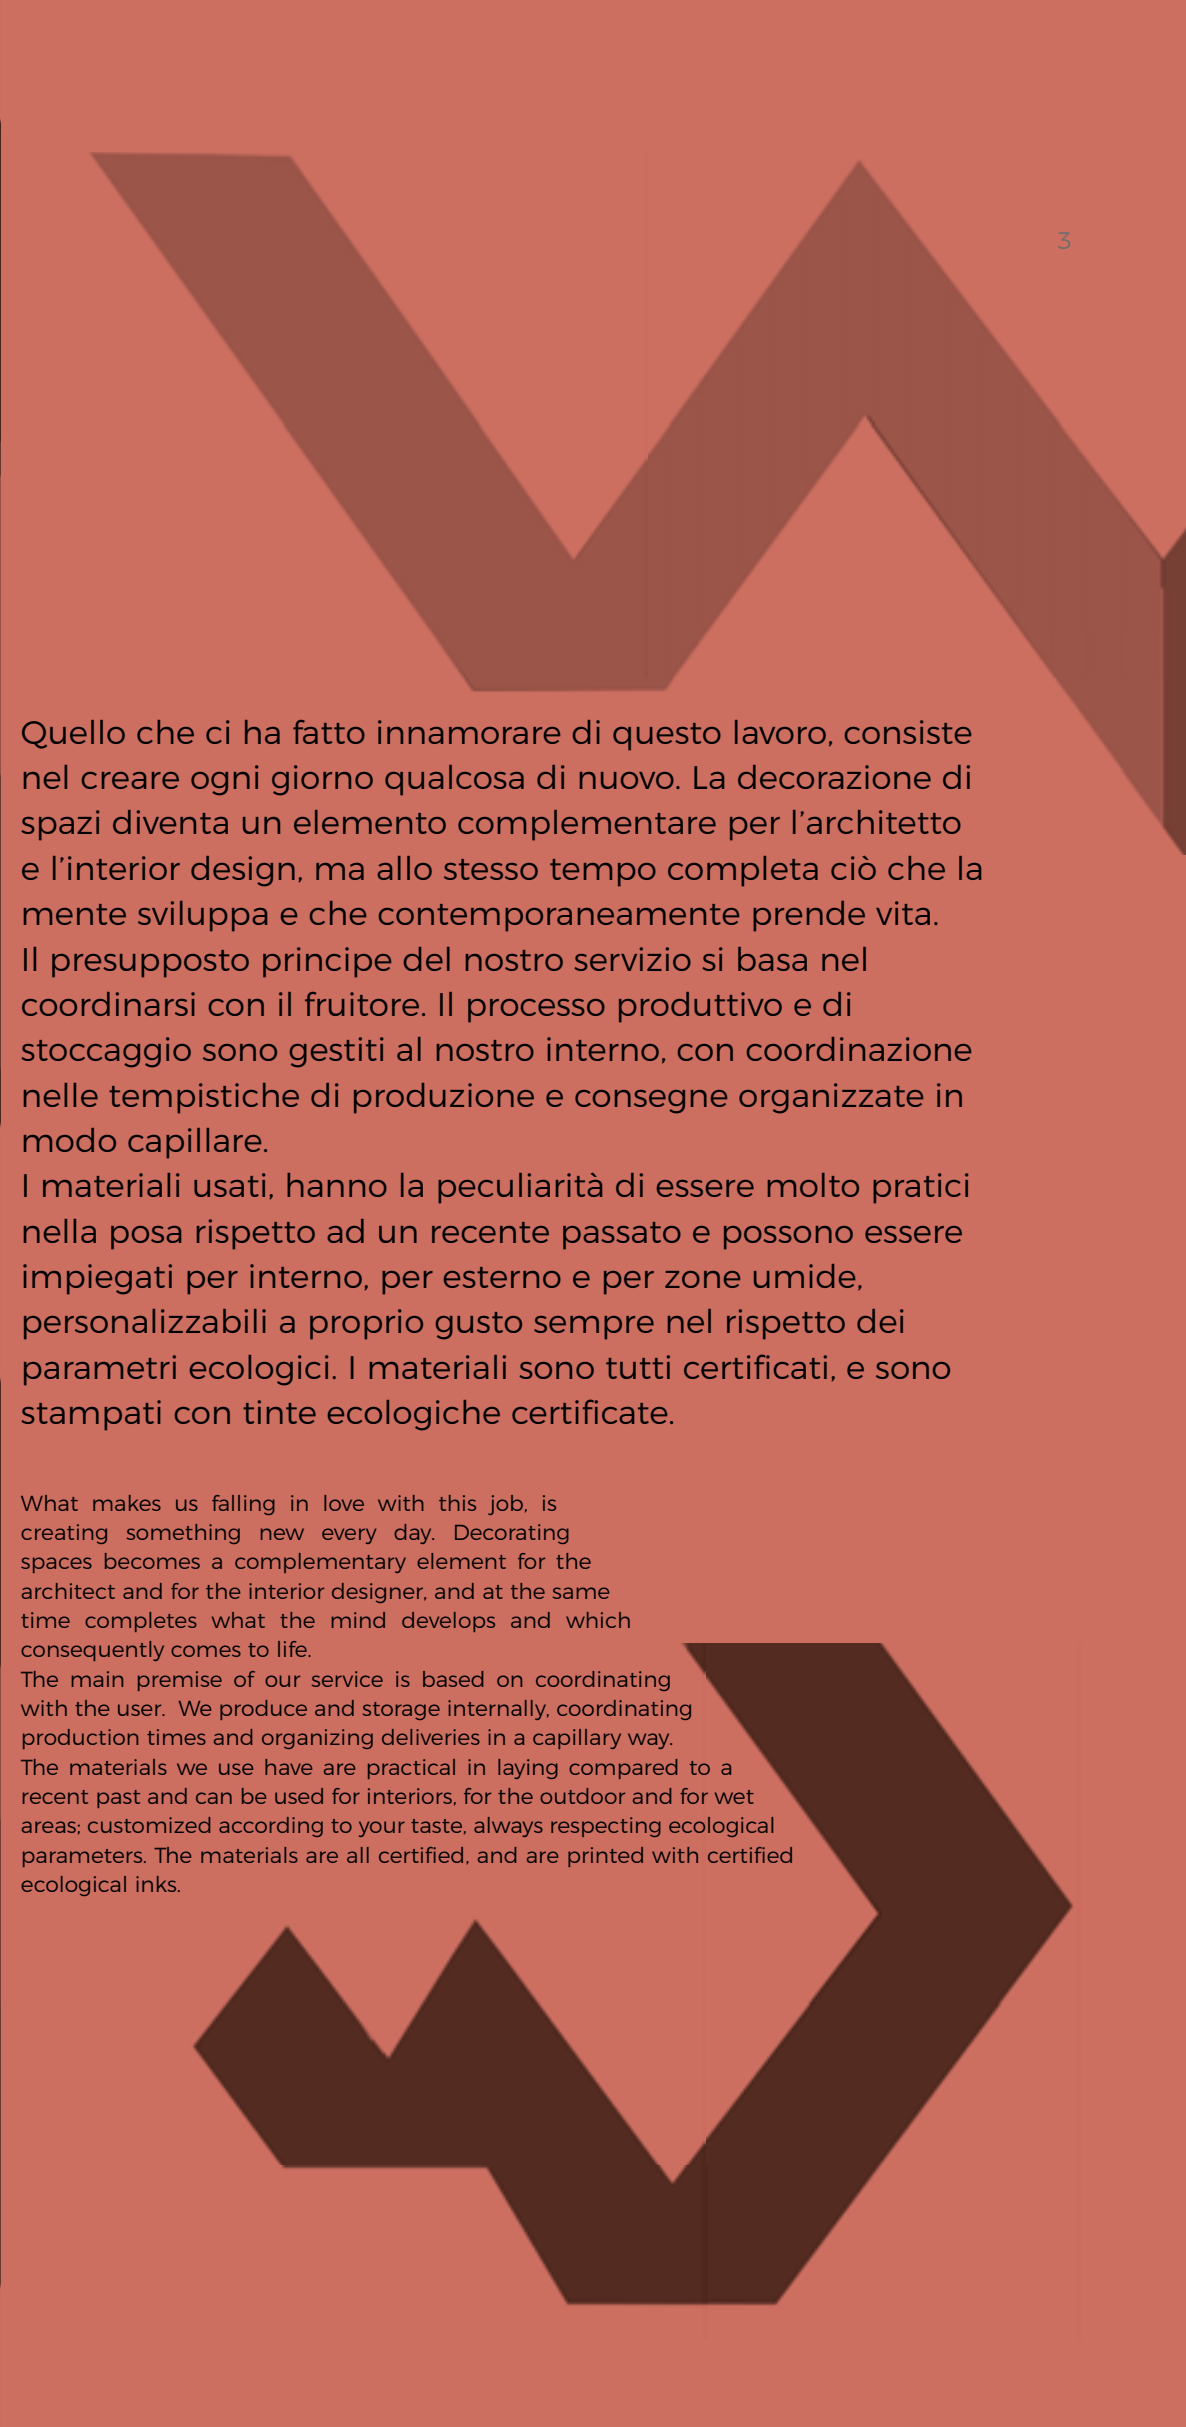 3
Quello che ci ha fatto innamorare di questo lavoro, consiste
nel creare ogni giorno qualcosa di nuovo. La decorazione di
spazi diventa un elemento complementare per l’architetto
e l’interior design, ma allo stesso tempo completa ciò che la
mente sviluppa e che contemporaneamente prende vita.
Il presupposto principe del nostro servizio si basa nel
coordinarsi con il fruitore. Il processo produttivo e di
stoccaggio sono gestiti al nostro interno, con coordinazione
nelle tempistiche di produzione e consegne organizzate in
modo capillare.
I materiali usati, hanno la peculiarità di essere molto pratici
nella posa rispetto ad un recente passato e possono essere
impiegati per interno, per esterno e per zone umide,
personalizzabili a proprio gusto sempre nel rispetto dei
parametri ecologici. I materiali sono tutti certificati, e sono
stampati con tinte ecologiche certificate.
What makes us falling in love with this job, is
creating something new every day. Decorating
spaces becomes a complementary element for the
architect and for the interior designer, and at the same
time completes what the mind develops and which
consequently comes to life.
The main premise of our service is based on coordinating
with the user. We produce and storage internally, coordinating
production times and organizing deliveries in a capillary way.
The materials we use have are practical in laying compared to a
recent past and can be used for interiors, for the outdoor and for wet
areas; customized according to your taste, always respecting ecological
parameters. The materials are all certified, and are printed with certified
ecological inks.